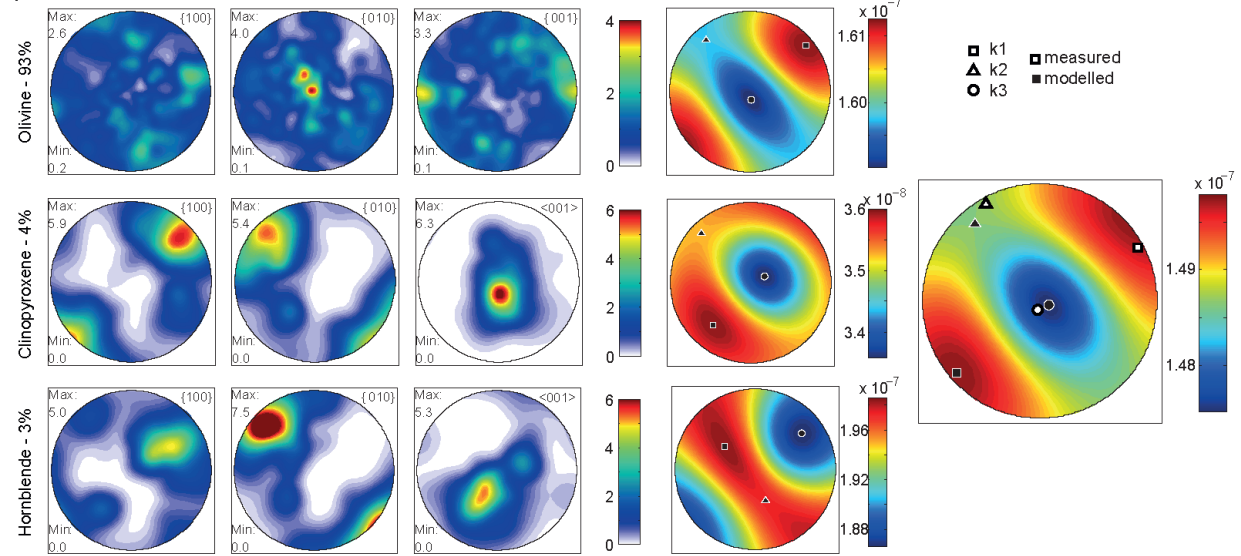 Olivine - 93%
Max:
2.6
{100}
Min:
0.2
Max:
4.0
{010}
Min:
0.1
Max:
3.3
{001}
Min:
0.1
4
3
2
1
0
x 10⁻⁷
1.61
1.60
k1
k2
k3
measured
modelled
Clinopyroxene - 4%
Max:
5.9
{100}
Min:
0.0
Max:
5.4
{010}
Min:
0.0
Max:
6.3
<001>
Min:
0.0
6
4
2
0
x 10⁻⁸
3.6
3.5
3.4
x 10⁻⁷
1.49
1.48
Hornblende - 3%
Max:
5.0
{100}
Min:
0.0
Max:
7.5
{010}
Min:
0.0
Max:
5.3
<001>
Min:
0.0
6
4
2
0
x 10⁻⁷
1.96
1.92
1.88